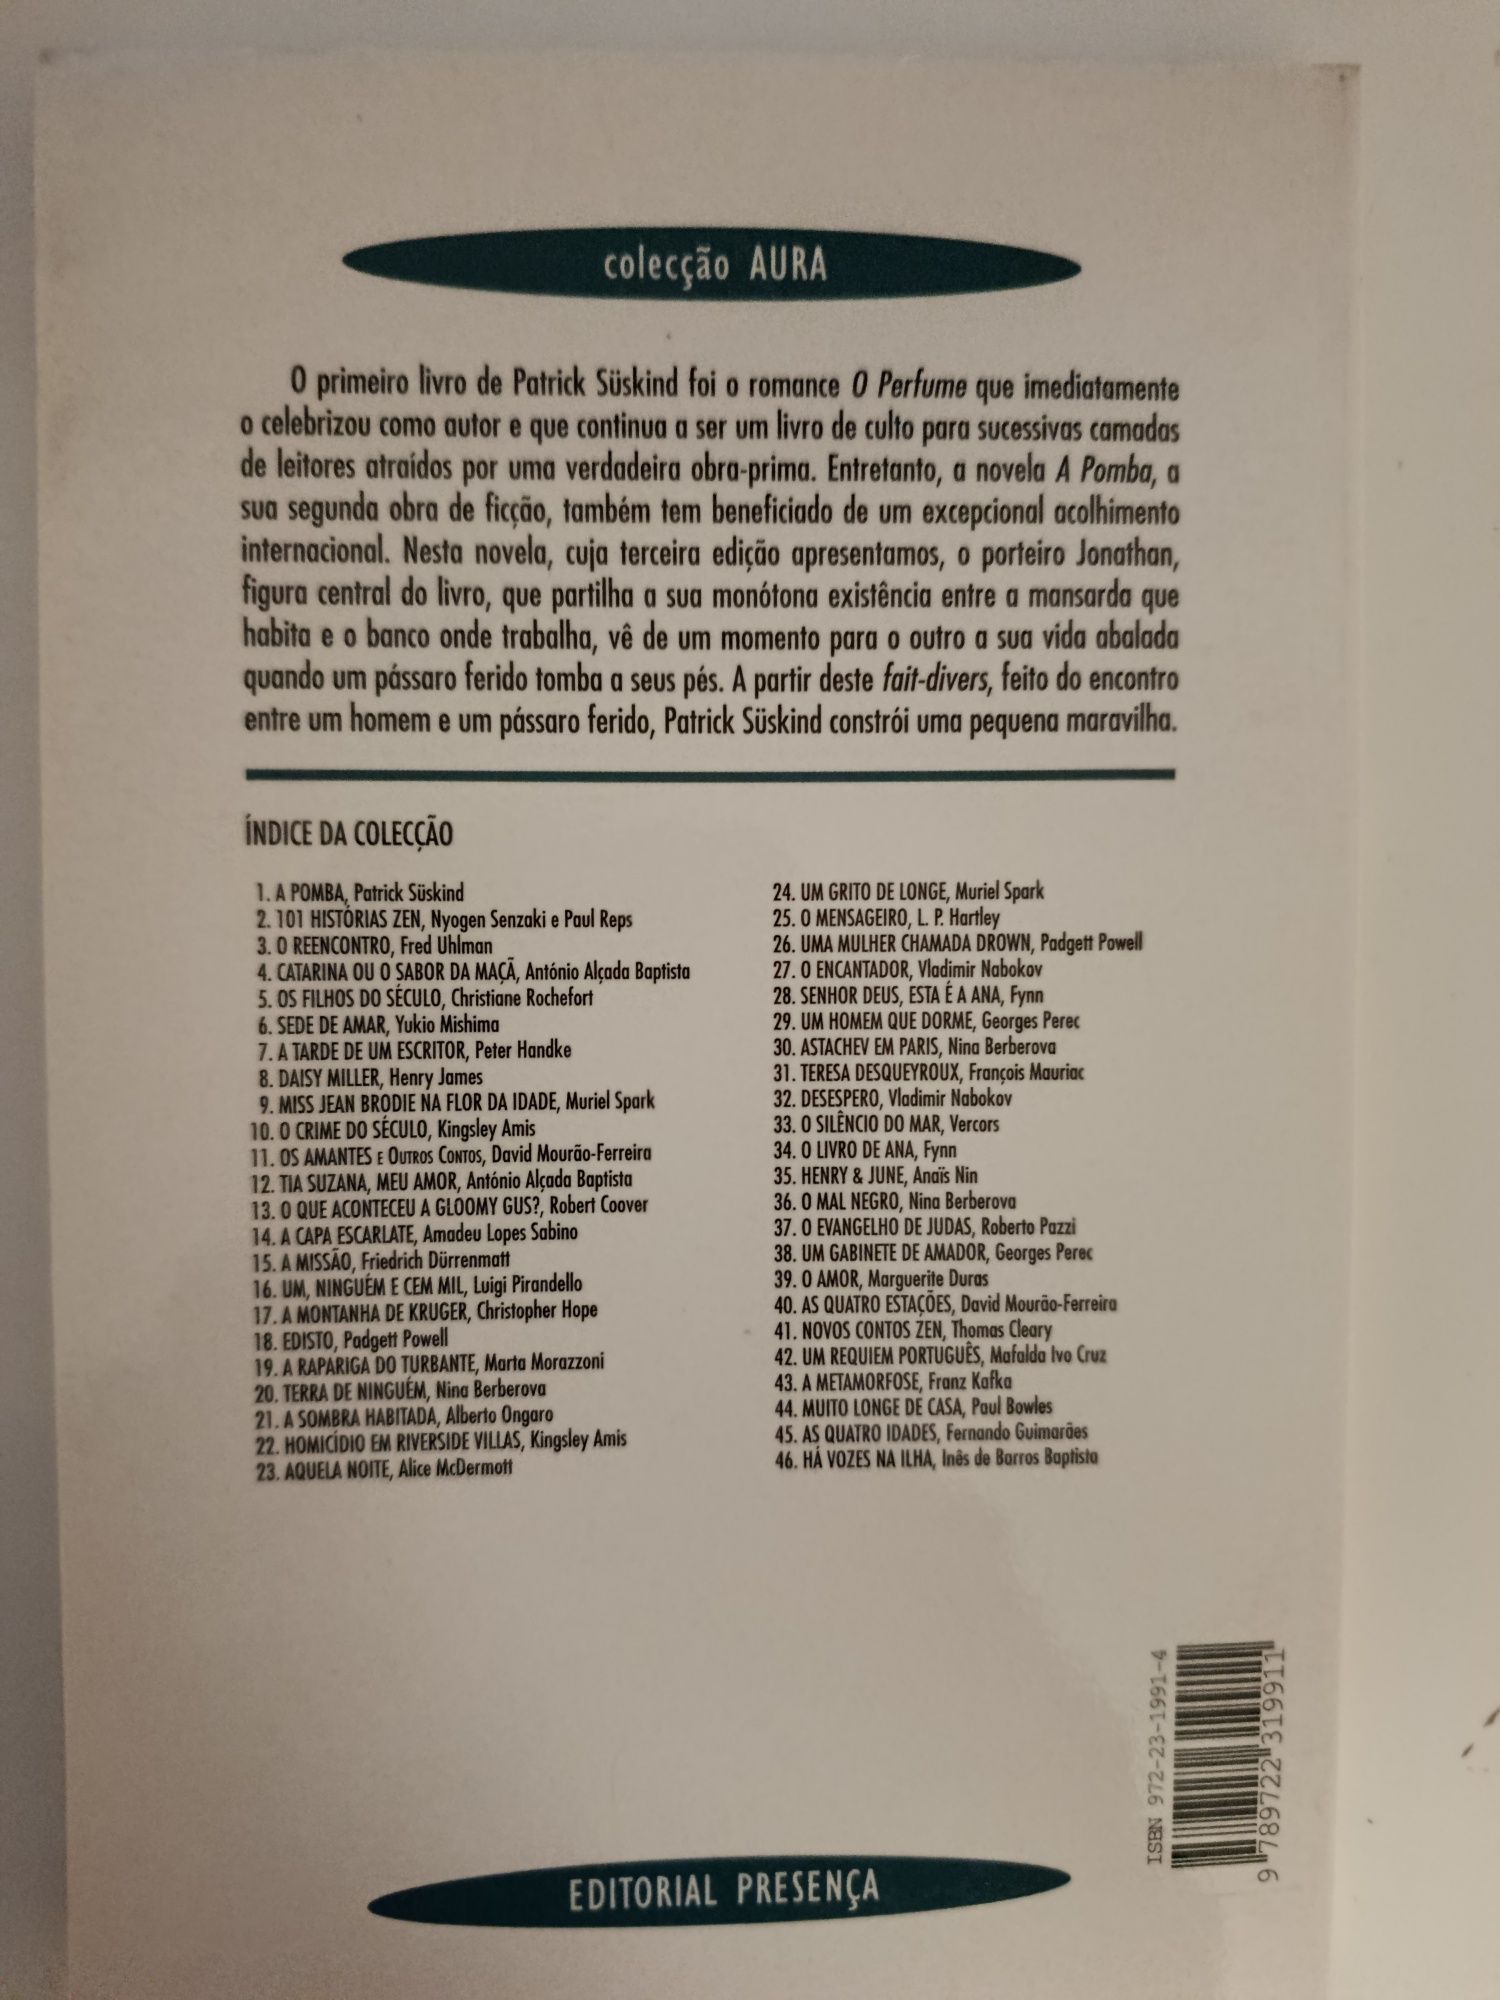 colecção AURA
O primeiro livro de Patrick Süskind foi o romance O Perfume que imediatamente
o celebrizou como autor e que continua a ser um livro de culto para sucessivas camadas
de leitores atraídos por uma verdadeira obra-prima. Entretanto, a novela A Pomba, a
sua segunda obra de ficção, também tem beneficiado de um excepcional acolhimento
internacional. Nesta novela, cuja terceira edição apresentamos, o porteiro Jonathan,
figura central do livro, que partilha a sua monótona existência entre a mansarda que
habita e o banco onde trabalha, vê de um momento para o outro a sua vida abalada
quando um pássaro ferido tomba a seus pés. A partir deste fait-divers, feito do encontro
entre um homem e um pássaro ferido, Patrick Süskind constrói uma pequena maravilha.
ÍNDICE DA COLECÇÃO
1. A POMBA, Patrick Süskind
2. 101 HISTÓRIAS ZEN, Nyogen Senzaki e Paul Reps
3. O REENCONTRO, Fred Uhlman
4. CATARINA OU O SABOR DA MAÇÃ, António Alçada Baptista
5. OS FILHOS DO SÉCULO, Christiane Rochefort
6. SEDE DE AMAR, Yukio Mishima
7. A TARDE DE UM ESCRITOR, Peter Handke
8. DAISY MILLER, Henry James
9. MISS JEAN BRODIE NA FLOR DA IDADE, Muriel Spark
10. O CRIME DO SÉCULO, Kingsley Amis
11. OS AMANTES E OUTROS CONTOS, David Mourão-Ferreira
12. TIA SUZANA, MEU AMOR, António Alçada Baptista
13. O QUE ACONTECEU A GLOOMY GUS?, Robert Coover
14. A CAPA ESCARLATE, Amadeu Lopes Sabino
15. A MISSÃO, Friedrich Dürrenmatt
16. UM, NINGUÉM E CEM MIL, Luigi Pirandello
17. A MONTANHA DE KRUGER, Christopher Hope
18. EDISTO, Padgett Powell
19. A RAPARIGA DO TURBANTE, Marta Morazzoni
20. TERRA DE NINGUÉM, Nina Berberova
21. A SOMBRA HABITADA, Alberto Ongaro
22. HOMICÍDIO EM RIVERSIDE VILLAS, Kingsley Amis
23. AQUELA NOITE, Alice McDermott
24. UM GRITO DE LONGE, Muriel Spark
25. O MENSAGEIRO, L. P. Hartley
26. UMA MULHER CHAMADA DROWN, Padgett Powell
27. O ENCANTADOR, Vladimir Nabokov
28. SENHOR DEUS, ESTA É A ANA, Fynn
29. UM HOMEM QUE DORME, Georges Perec
30. ASTACHEV EM PARIS, Nina Berberova
31. TERESA DESQUEYROUX, François Mauriac
32. DESESPERO, Vladimir Nabokov
33. O SILÊNCIO DO MAR, Vercors
34. O LIVRO DE ANA, Fynn
35. HENRY & JUNE, Anaïs Nin
36. O MAL NEGRO, Nina Berberova
37. O EVANGELHO DE JUDAS, Roberto Pazzi
38. UM GABINETE DE AMADOR, Georges Perec
39. O AMOR, Marguerite Duras
40. AS QUATRO ESTAÇÕES, David Mourão-Ferreira
41. NOVOS CONTOS ZEN, Thomas Cleary
42. UM REQUIEM PORTUGUÊS, Mafalda Ivo Cruz
43. A METAMORFOSE, Franz Kafka
44. MUITO LONGE DE CASA, Paul Bowles
45. AS QUATRO IDADES, Fernando Guimarães
46. HÁ VOZES NA ILHA, Inês de Barros Baptista
ISBN 972-23-1991-4
9 789722 319911
EDITORIAL PRESENÇA